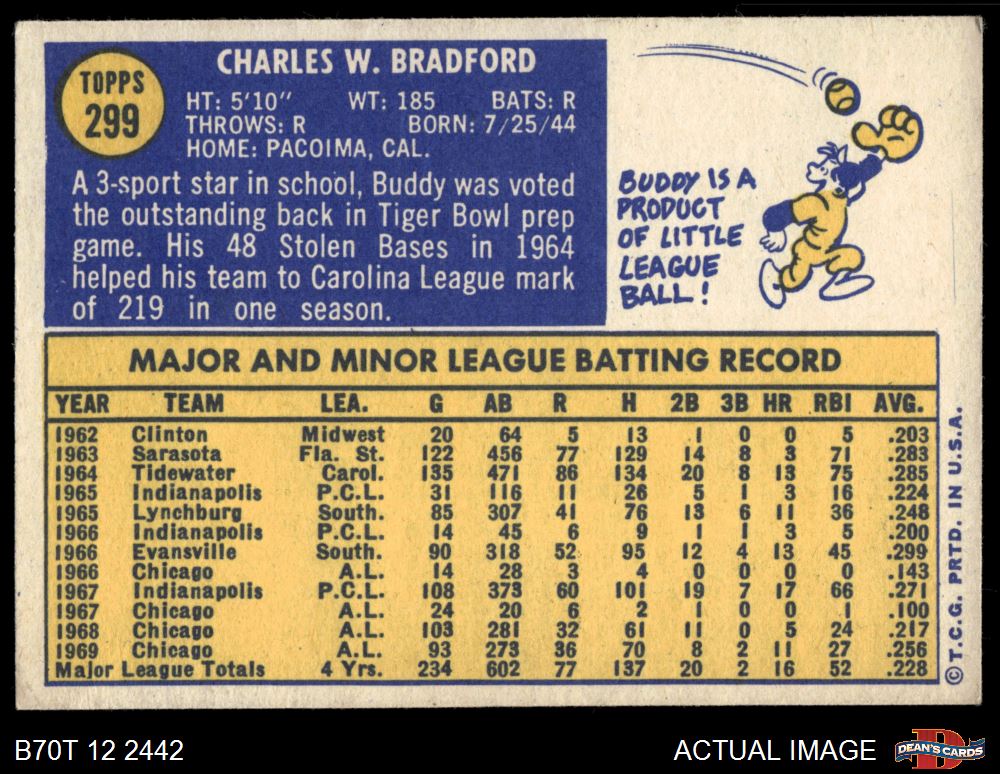 TOPPS
299
CHARLES W. BRADFORD
HT: 5'10" WT: 185 BATS: R
THROWS: R BORN: 7/25/44
HOME: PACOIMA, CAL.
A 3-sport star in school, Buddy was voted
the outstanding back in Tiger Bowl prep
game. His 48 Stolen Bases in 1964
helped his team to Carolina League mark
of 219 in one season.
BUDDY IS A
PRODUCT
OF LITTLE
LEAGUE
BALL!
MAJOR AND MINOR LEAGUE BATTING RECORD
YEAR TEAM LEA. G AB R H 2B 3B HR RBI AVG.
1962 Clinton Midwest 20 64 5 13 1 0 0 5 .203
1963 Sarasota Fla. St. 122 456 77 129 14 8 3 71 .283
1964 Tidewater Carol. 135 471 86 134 20 8 13 75 .285
1965 Indianapolis P.C.L. 31 116 11 26 5 1 3 16 .224
1965 Lynchburg South. 85 307 41 76 13 6 11 36 .248
1966 Indianapolis P.C.L. 14 45 6 9 1 1 3 5 .200
1966 Evansville South. 90 318 52 95 12 4 13 45 .299
1966 Chicago A.L. 14 28 3 4 0 0 0 0 .143
1967 Indianapolis P.C.L. 108 373 60 101 19 7 17 66 .271
1967 Chicago A.L. 24 20 6 2 1 0 0 1 .100
1968 Chicago A.L. 103 281 32 61 11 0 5 24 .217
1969 Chicago A.L. 93 273 36 70 8 2 11 27 .256
Major League Totals 4 Yrs. 234 602 77 137 20 2 16 52 .228
© T.C.G. PRTD. IN U.S.A.
B70T 12 2442
ACTUAL IMAGE
D
DEAN'S CARDS